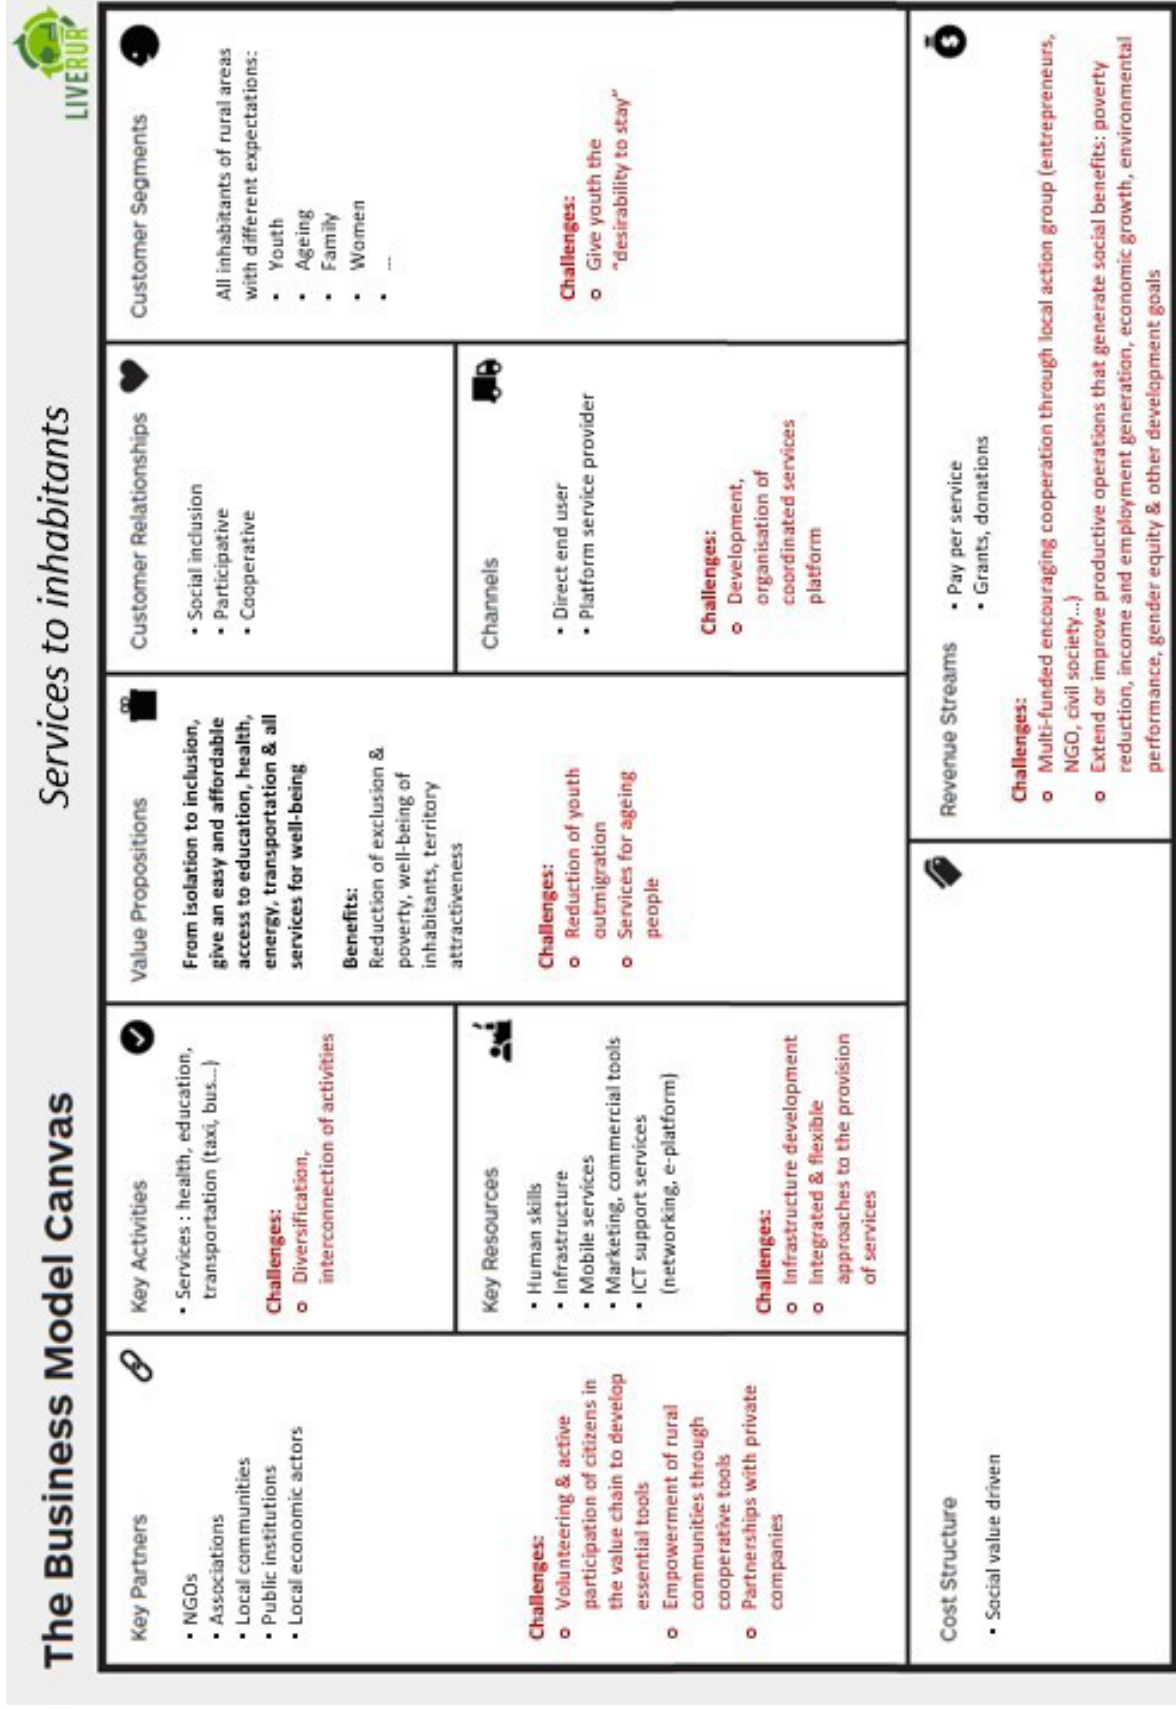 The Business Model Canvas
Services to inhabitants
LIVERUR
Key Partners
▪ NGOs
▪ Associations
▪ Local communities
▪ Public institutions
▪ Local economic actors
Challenges:
o Volunteering & active
participation of citizens in
the value chain to develop
essential tools
o Empowerment of rural
communities through
cooperative tools
o Partnerships with private
companies
Key Activities
▪ Services : health, education,
transportation (taxi, bus...)
Challenges:
o Diversification,
interconnection of activities
Key Resources
▪ Human skills
▪ Infrastructure
▪ Mobile services
▪ Marketing, commercial tools
▪ ICT support services
(networking, e-platform)
Challenges:
o Infrastructure development
o Integrated & flexible
approaches to the provision
of services
Value Propositions
From isolation to inclusion,
give an easy and affordable
access to education, health,
energy, transportation & all
services for well-being
Benefits:
Reduction of exclusion &
poverty, well-being of
inhabitants, territory
attractiveness
Challenges:
o Reduction of youth
outmigration
o Services for ageing
people
Customer Relationships
▪ Social inclusion
▪ Participative
▪ Cooperative
Channels
▪ Direct end user
▪ Platform service provider
Challenges:
o Development,
organisation of
coordinated services
platform
Customer Segments
All inhabitants of rural areas
with different expectations:
▪ Youth
▪ Ageing
▪ Family
▪ Women
▪ ...
Challenges:
o Give youth the
"desirability to stay"
Cost Structure
▪ Social value driven
Revenue Streams
▪ Pay per service
▪ Grants, donations
Challenges:
o Multi-funded encouraging cooperation through local action group (entrepreneurs,
NGO, civil society...)
o Extend or improve productive operations that generate social benefits: poverty
reduction, income and employment generation, economic growth, environmental
performance, gender equity & other development goals